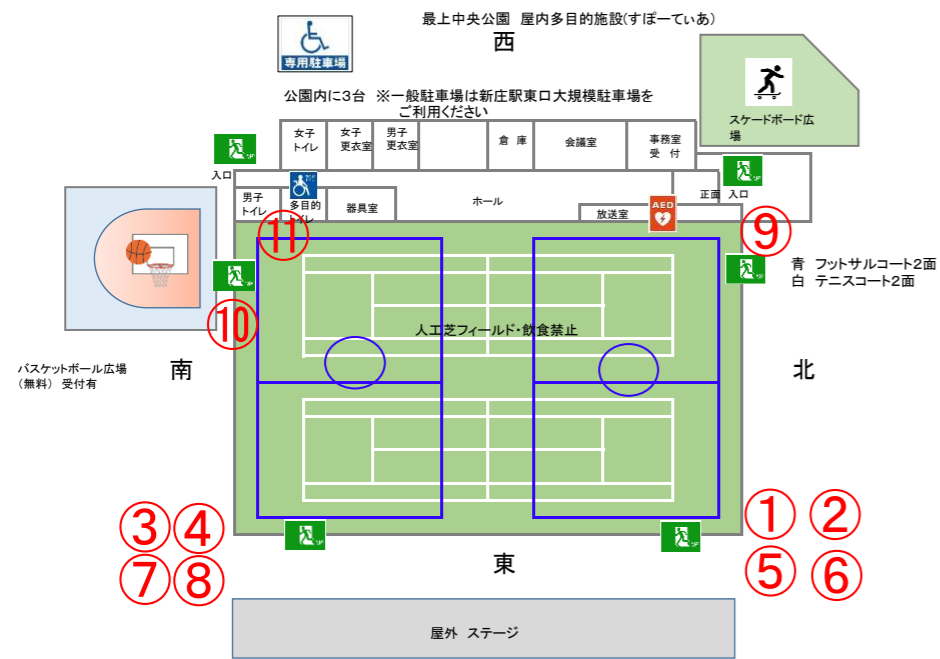 最上中央公園 屋内多目的施設(すぽーてぃあ)
西
専用駐車場
公園内に3台 ※一般駐車場は新庄駅東口大規模駐車場を
ご利用ください
スケードボード広
場
女子
トイレ
女子
更衣室
男子
更衣室
倉 庫
会議室
事務室
受 付
入口
正面 入口
男子
トイレ
多目的
トイレ
器具室
ホール
放送室
AED
⑪
⑨
青 フットサルコート2面
白 テニスコート2面
⑩
人工芝フィールド・飲食禁止
バスケットボール広場
(無料) 受付有
南
北
③
④
①
②
⑦
⑧
東
⑤
⑥
屋外 ステージ